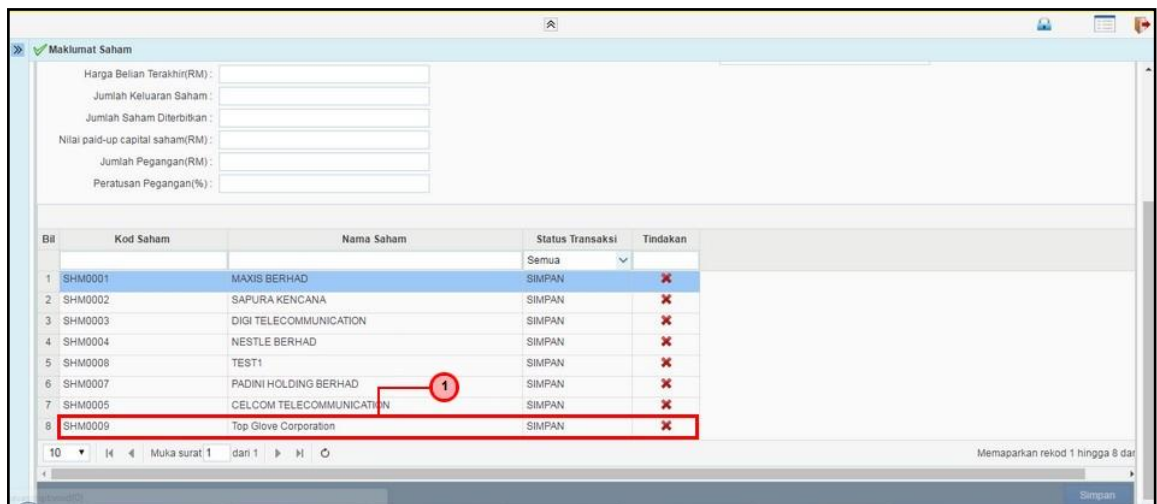 Maklumat Saham
Harga Belian Terakhir(RM) :
Jumlah Keluaran Saham :
Jumlah Saham Diterbitkan :
Nilai paid-up capital saham(RM) :
Jumlah Pegangan(RM) :
Peratusan Pegangan(%) :
Bil Kod Saham Nama Saham Status Transaksi Tindakan
Semua
1 SHM0001 MAXIS BERHAD SIMPAN
2 SHM0002 SAPURA KENCANA SIMPAN
3 SHM0003 DIGI TELECOMMUNICATION SIMPAN
4 SHM0004 NESTLE BERHAD SIMPAN
5 SHM0008 TEST1 SIMPAN
6 SHM0007 PADINI HOLDING BERHAD SIMPAN
1
7 SHM0005 CELCOM TELECOMMUNICATION SIMPAN
8 SHM0009 Top Glove Corporation SIMPAN
10 Muka surat 1 dari 1 Memaparkan rekod 1 hingga 8 dar
Simpan